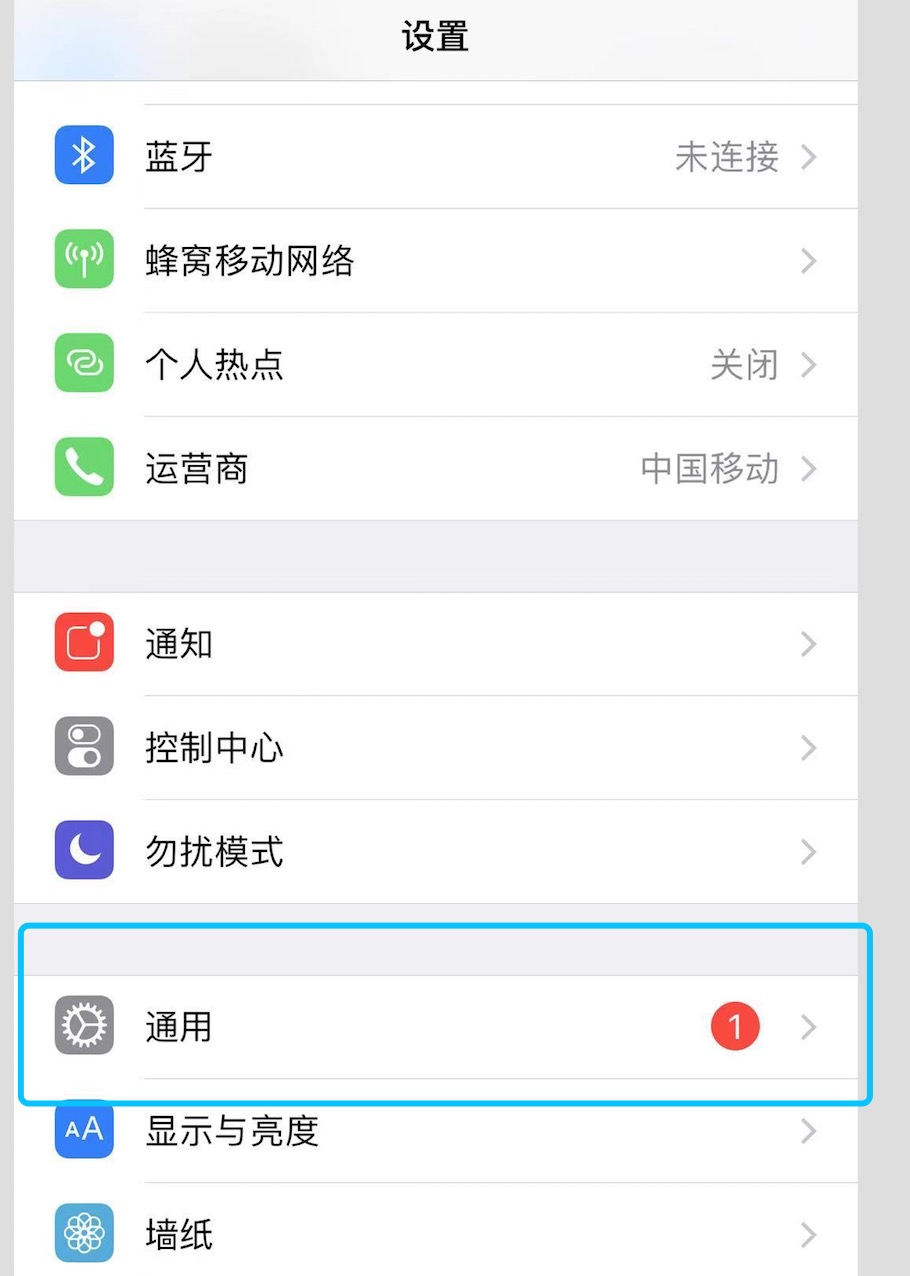 设置
蓝牙 未连接
蜂窝移动网络
个人热点 关闭
运营商 中国移动
通知
控制中心
勿扰模式
通用 1
AA 显示与亮度
墙纸